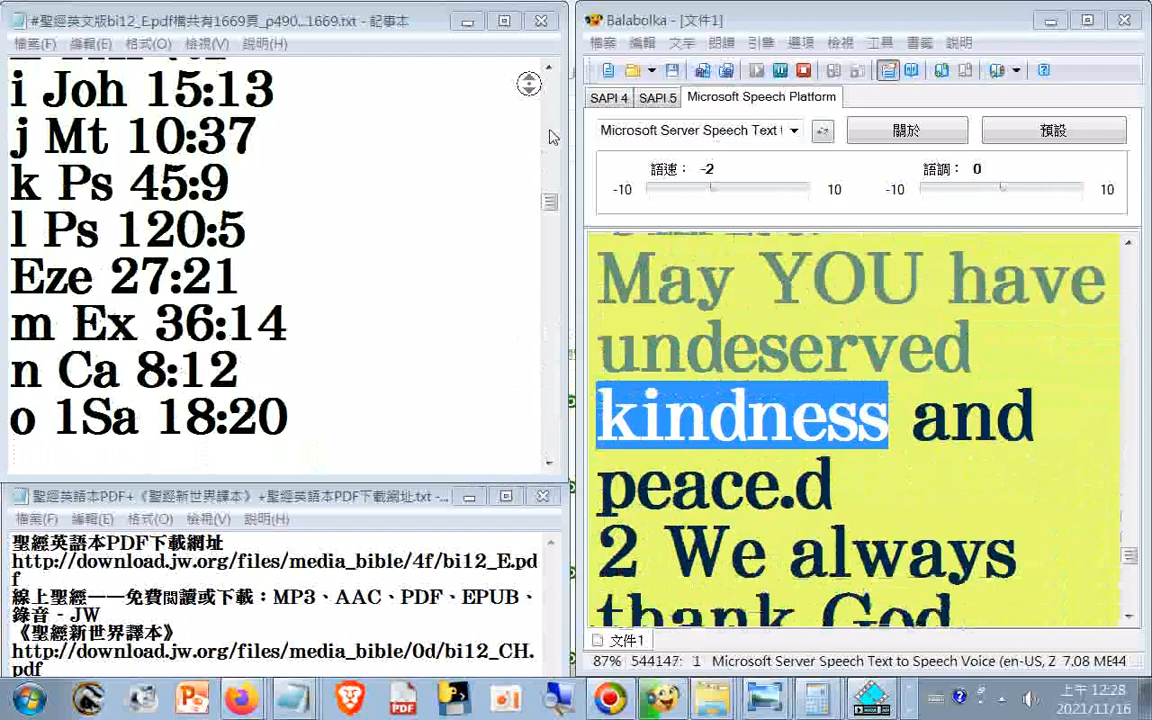 #聖經英文版bi12_E.pdf檔共有1669頁_p490...1669.txt - 記事本
檔案(F) 編輯(E) 格式(O) 檢視(V) 說明(H)
i Joh 15:13
j Mt 10:37
k Ps 45:9
l Ps 120:5
Eze 27:21
m Ex 36:14
n Ca 8:12
o 1Sa 18:20
聖經英語本PDF+《聖經新世界譯本》+聖經英語本PDF下載網址.txt - ...
檔案(F) 編輯(E) 格式(O) 檢視(V) 說明(H)
聖經英語本PDF下載網址
http://download.jw.org/files/media_bible/4f/bi12_E.pd
f
線上聖經——免費閱讀或下載：MP3、AAC、PDF、EPUB、
錄音 - JW
《聖經新世界譯本》
http://download.jw.org/files/media_bible/0d/bi12_CH.
pdf
Balabolka - [文件1]
檔案 編輯 文字 朗讀 引擎 選項 檢視 工具 書籤 說明
SAPI 4 SAPI 5 Microsoft Speech Platform
Microsoft Server Speech Text 關於 預設
語速： -2 語調： 0
-10 10 -10 10
May YOU have
undeserved
kindness and
peace.d
2 We always
thank God
文件1
87% 544147: 1 Microsoft Server Speech Text to Speech Voice (en-US, Z 7.08 ME44
上午 12:28
2021/11/16